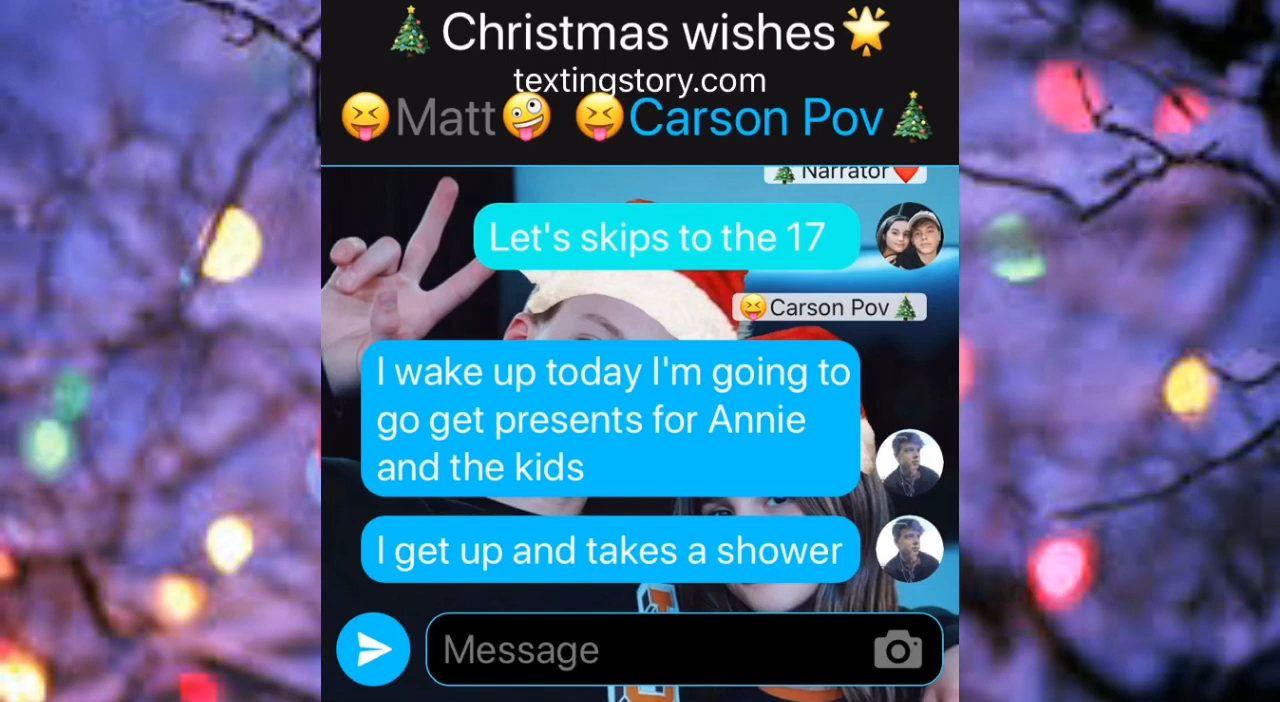 🎄Christmas wishes🌟
textingstory.com
😝Matt🤪 😝Carson Pov🎄
🎄Narrator❤️
Let's skips to the 17
😝Carson Pov🎄
I wake up today I'm going to
go get presents for Annie
and the kids
I get up and takes a shower
Message